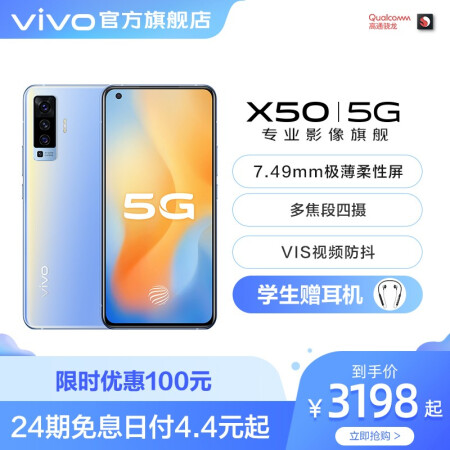 vivo 官方旗舰店
Qualcomm
高通骁龙
X50 | 5G
专业影像旗舰
7.49mm极薄柔性屏
多焦段四摄
VIS视频防抖
学生赠耳机
5G
vivo
限时优惠100元
24期免息日付4.4元起
到手价
¥3198起
立即抢购 >